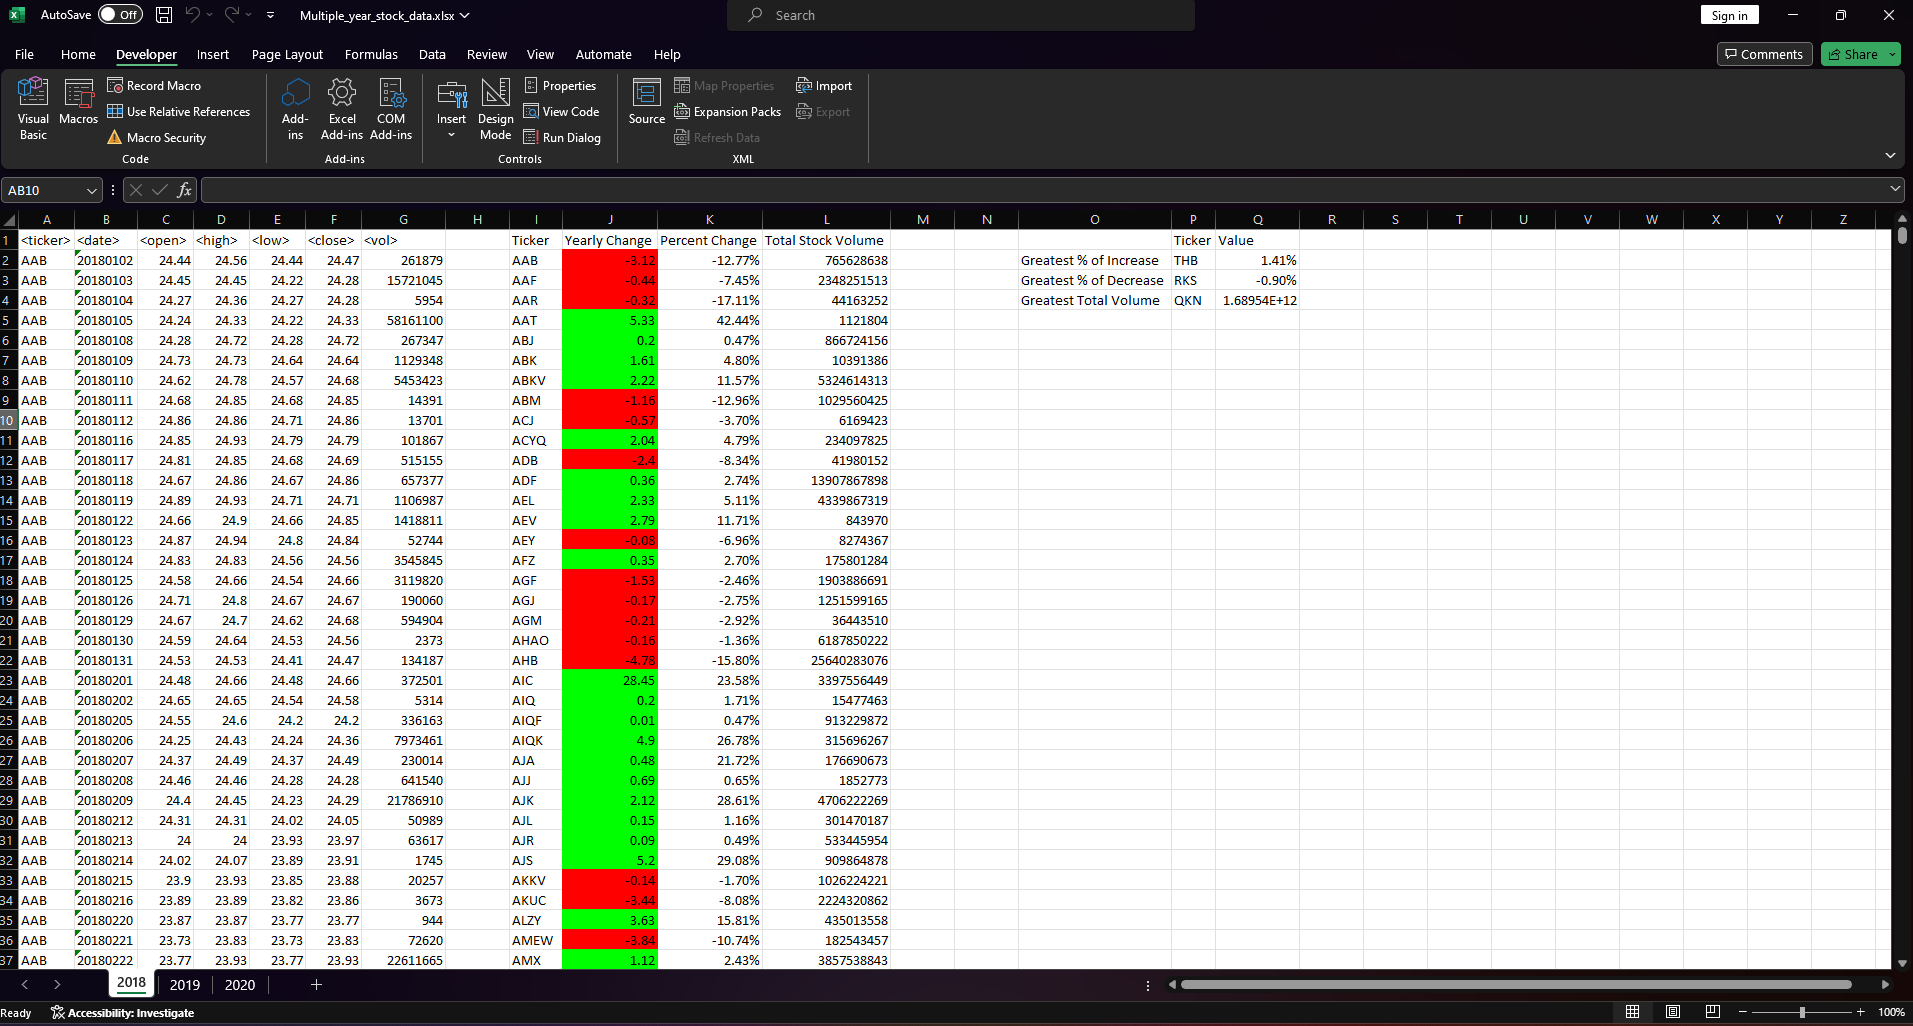 AutoSave Off Multiple_year_stock_data.xlsx Search Sign in
File Home Developer Insert Page Layout Formulas Data Review View Automate Help Comments Share
Visual Basic
Macros
Record Macro
Use Relative References
Macro Security
Code
Add-ins
Excel Add-ins
COM Add-ins
Add-ins
Insert
Design Mode
Properties
View Code
Run Dialog
Controls
Source
Map Properties
Expansion Packs
Refresh Data
Import
Export
XML
AB10 fx
A B C D E F G H I J K L M N O P Q R S T U V W X Y Z
1 <ticker> <date> <open> <high> <low> <close> <vol> Ticker Yearly Change Percent Change Total Stock Volume Ticker Value
2 AAB 20180102 24.44 24.56 24.44 24.47 261879 AAB -3.12 -12.77% 765628638 Greatest % of Increase THB 1.41%
3 AAB 20180103 24.45 24.45 24.22 24.28 15721045 AAF -0.44 -7.45% 2348251513 Greatest % of Decrease RKS -0.90%
4 AAB 20180104 24.27 24.36 24.27 24.28 5954 AAR -0.32 -17.11% 44163252 Greatest Total Volume QKN 1.68954E+12
5 AAB 20180105 24.24 24.33 24.22 24.33 58161100 AAT 5.33 42.44% 1121804
6 AAB 20180108 24.28 24.72 24.28 24.72 267347 ABJ 0.2 0.47% 866724156
7 AAB 20180109 24.73 24.73 24.64 24.64 1129348 ABK 1.61 4.80% 10391386
8 AAB 20180110 24.62 24.78 24.57 24.68 5453423 ABKV 2.22 11.57% 5324614313
9 AAB 20180111 24.68 24.85 24.68 24.85 14391 ABM -1.16 -12.96% 1029560425
10 AAB 20180112 24.86 24.86 24.71 24.86 13701 ACJ -0.57 -3.70% 6169423
11 AAB 20180116 24.85 24.93 24.79 24.79 101867 ACYQ 2.04 4.79% 234097825
12 AAB 20180117 24.81 24.85 24.68 24.69 515155 ADB -2.4 -8.34% 41980152
13 AAB 20180118 24.67 24.86 24.67 24.86 657377 ADF 0.36 2.74% 13907867898
14 AAB 20180119 24.89 24.93 24.71 24.71 1106987 AEL 2.33 5.11% 4339867319
15 AAB 20180122 24.66 24.9 24.66 24.85 1418811 AEV 2.79 11.71% 843970
16 AAB 20180123 24.87 24.94 24.8 24.84 52744 AEY -0.08 -6.96% 8274367
17 AAB 20180124 24.83 24.83 24.56 24.56 3545845 AFZ 0.35 2.70% 175801284
18 AAB 20180125 24.58 24.66 24.54 24.66 3119820 AGF -1.53 -2.46% 1903886691
19 AAB 20180126 24.71 24.8 24.67 24.67 190060 AGJ -0.17 -2.75% 1251599165
20 AAB 20180129 24.67 24.7 24.62 24.68 594904 AGM -0.21 -2.92% 36443510
21 AAB 20180130 24.59 24.64 24.53 24.56 2373 AHAO -0.16 -1.36% 6187850222
22 AAB 20180131 24.53 24.53 24.41 24.47 134187 AHB -4.78 -15.80% 25640283076
23 AAB 20180201 24.48 24.66 24.48 24.66 372501 AIC 28.45 23.58% 3397556449
24 AAB 20180202 24.65 24.65 24.54 24.58 5314 AIQ 0.2 1.71% 15477463
25 AAB 20180205 24.55 24.6 24.2 24.2 336163 AIQF 0.01 0.47% 913229872
26 AAB 20180206 24.25 24.43 24.24 24.36 7973461 AIQK 4.9 26.78% 315696267
27 AAB 20180207 24.37 24.49 24.37 24.49 230014 AJA 0.48 21.72% 176690673
28 AAB 20180208 24.46 24.46 24.28 24.28 641540 AJJ 0.69 0.65% 1852773
29 AAB 20180209 24.4 24.45 24.23 24.29 21786910 AJK 2.12 28.61% 4706222269
30 AAB 20180212 24.31 24.31 24.02 24.05 50989 AJL 0.15 1.16% 301470187
31 AAB 20180213 24 24 23.93 23.97 63617 AJR 0.09 0.49% 533445954
32 AAB 20180214 24.02 24.07 23.89 23.91 1745 AJS 5.2 29.08% 909864878
33 AAB 20180215 23.9 23.93 23.85 23.88 20257 AKKV -0.14 -1.70% 1026224221
34 AAB 20180216 23.89 23.89 23.82 23.86 3673 AKUC -3.44 -8.08% 2224320862
35 AAB 20180220 23.87 23.87 23.77 23.77 944 ALZY 3.63 15.81% 435013558
36 AAB 20180221 23.73 23.83 23.73 23.83 72620 AMEW -3.84 -10.74% 182543457
37 AAB 20180222 23.77 23.93 23.77 23.93 22611665 AMX 1.12 2.43% 3857538843
2018 2019 2020
Ready Accessibility: Investigate 100%